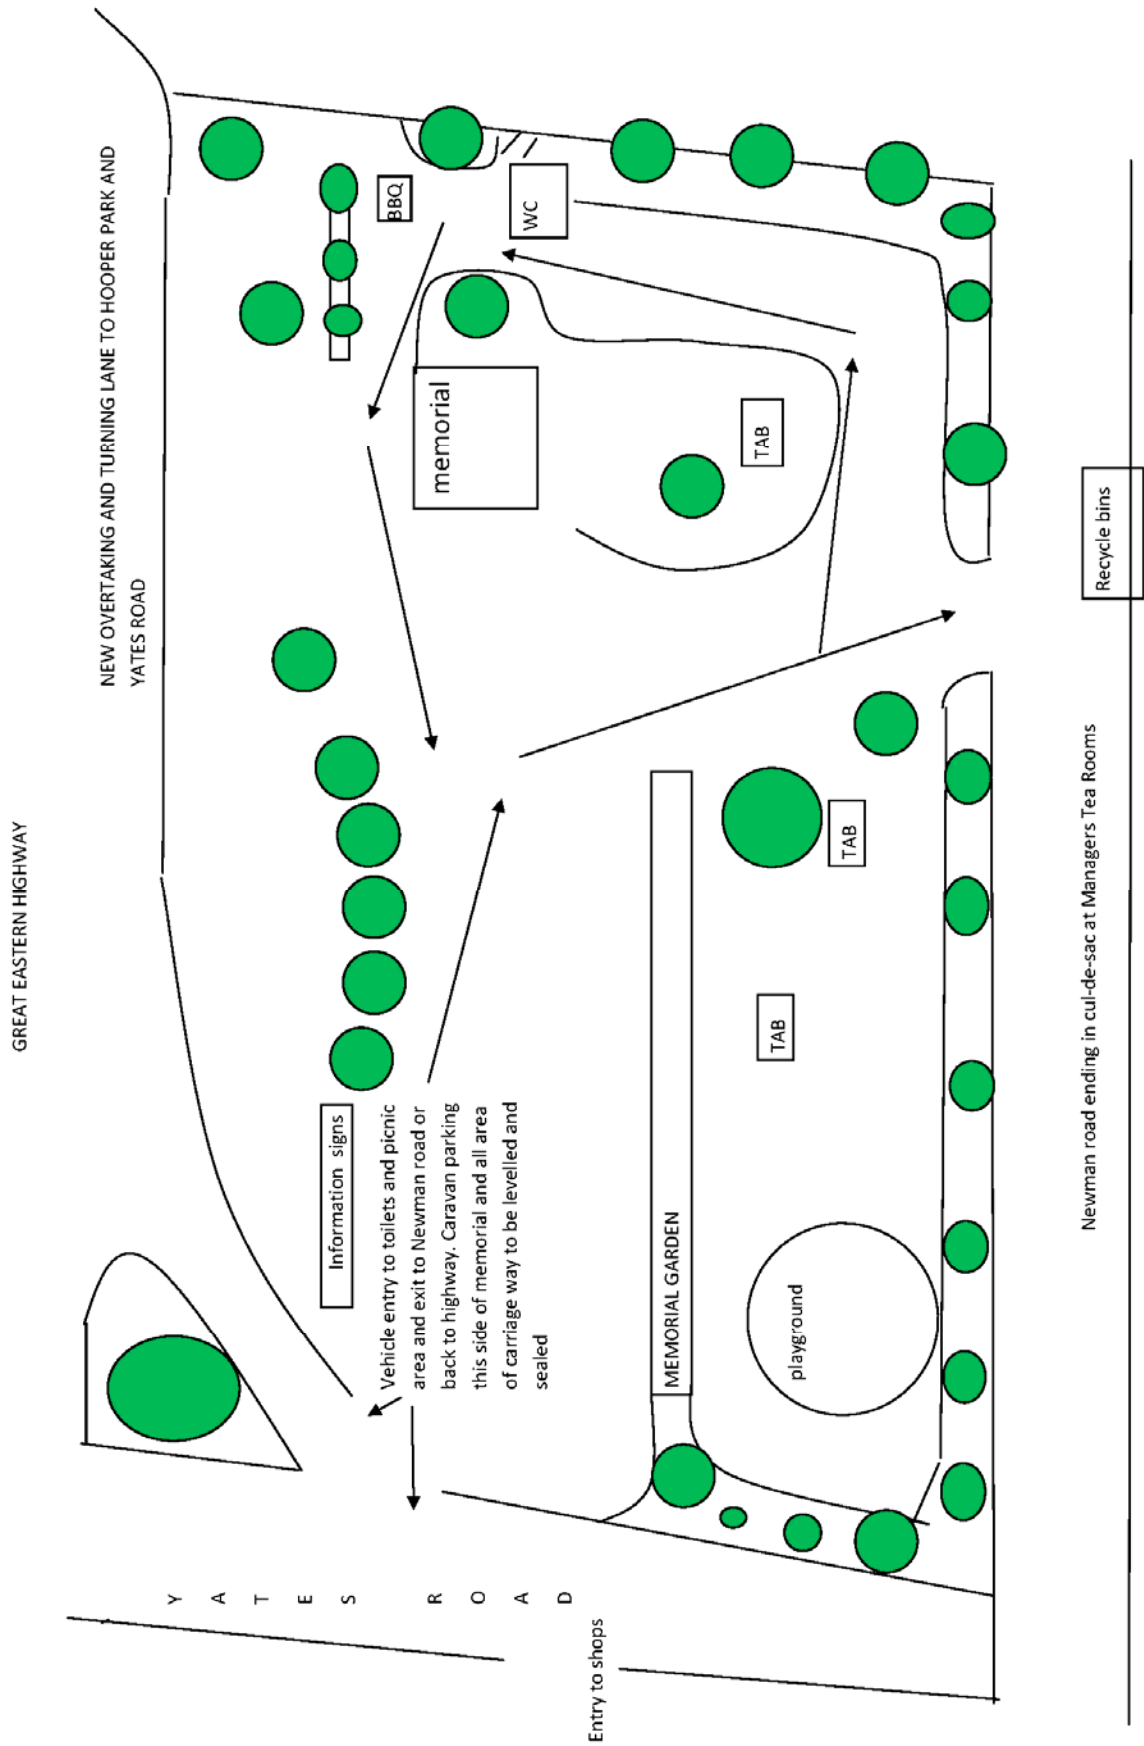 GREAT EASTERN HIGHWAY
NEW OVERTAKING AND TURNING LANE TO HOOPER PARK AND
YATES ROAD
YATES ROAD
Entry to shops
Information signs
Vehicle entry to toilets and picnic
area and exit to Newman road or
back to highway. Caravan parking
this side of memorial and all area
of carriage way to be levelled and
sealed
BBQ
WC
memorial
TAB
MEMORIAL GARDEN
TAB
TAB
playground
Recycle bins
Newman road ending in cul-de-sac at Managers Tea Rooms